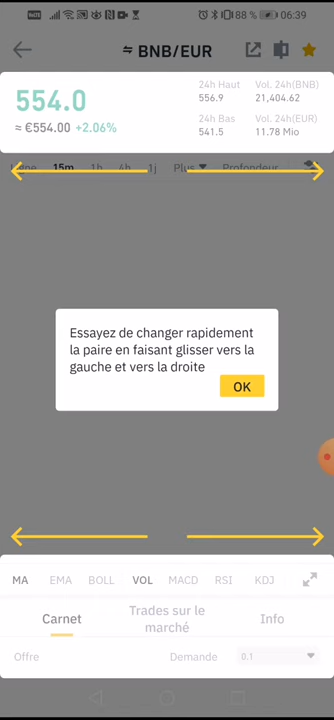 88 % 06:39
BNB/EUR
554.0
≈ €554.00 +2.06%
24h Haut
556.9
Vol. 24h(BNB)
21,404.62
24h Bas
541.5
Vol. 24h(EUR)
11.78 Mio
Ligne 15m 1h 4h 1j Plus Profondeur
Essayez de changer rapidement
la paire en faisant glisser vers la
gauche et vers la droite
OK
MA EMA BOLL VOL MACD RSI KDJ
Carnet
Trades sur le
marché
Info
Offre Demande 0.1